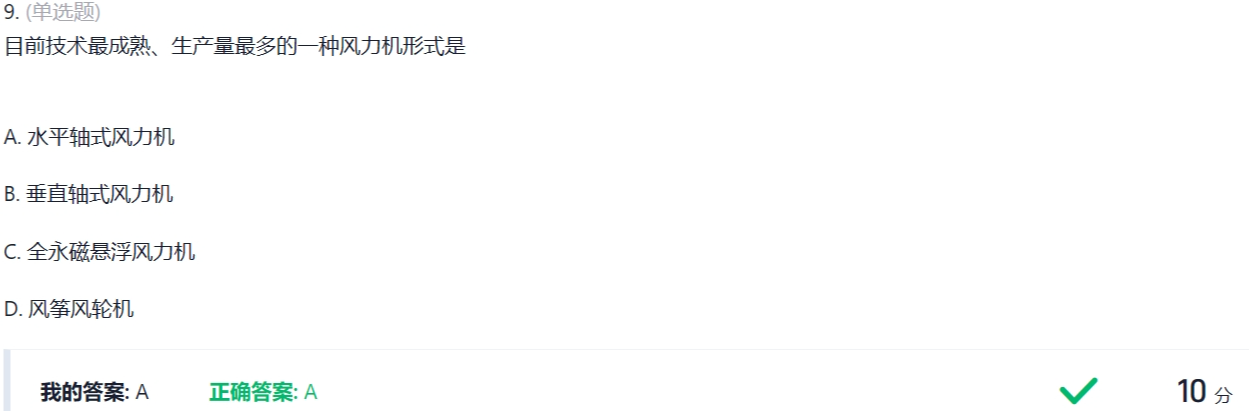 9. (单选题)
目前技术最成熟、生产量最多的一种风力机形式是
A. 水平轴式风力机
B. 垂直轴式风力机
C. 全永磁悬浮风力机
D. 风筝风轮机
我的答案: A 正确答案: A 10 分